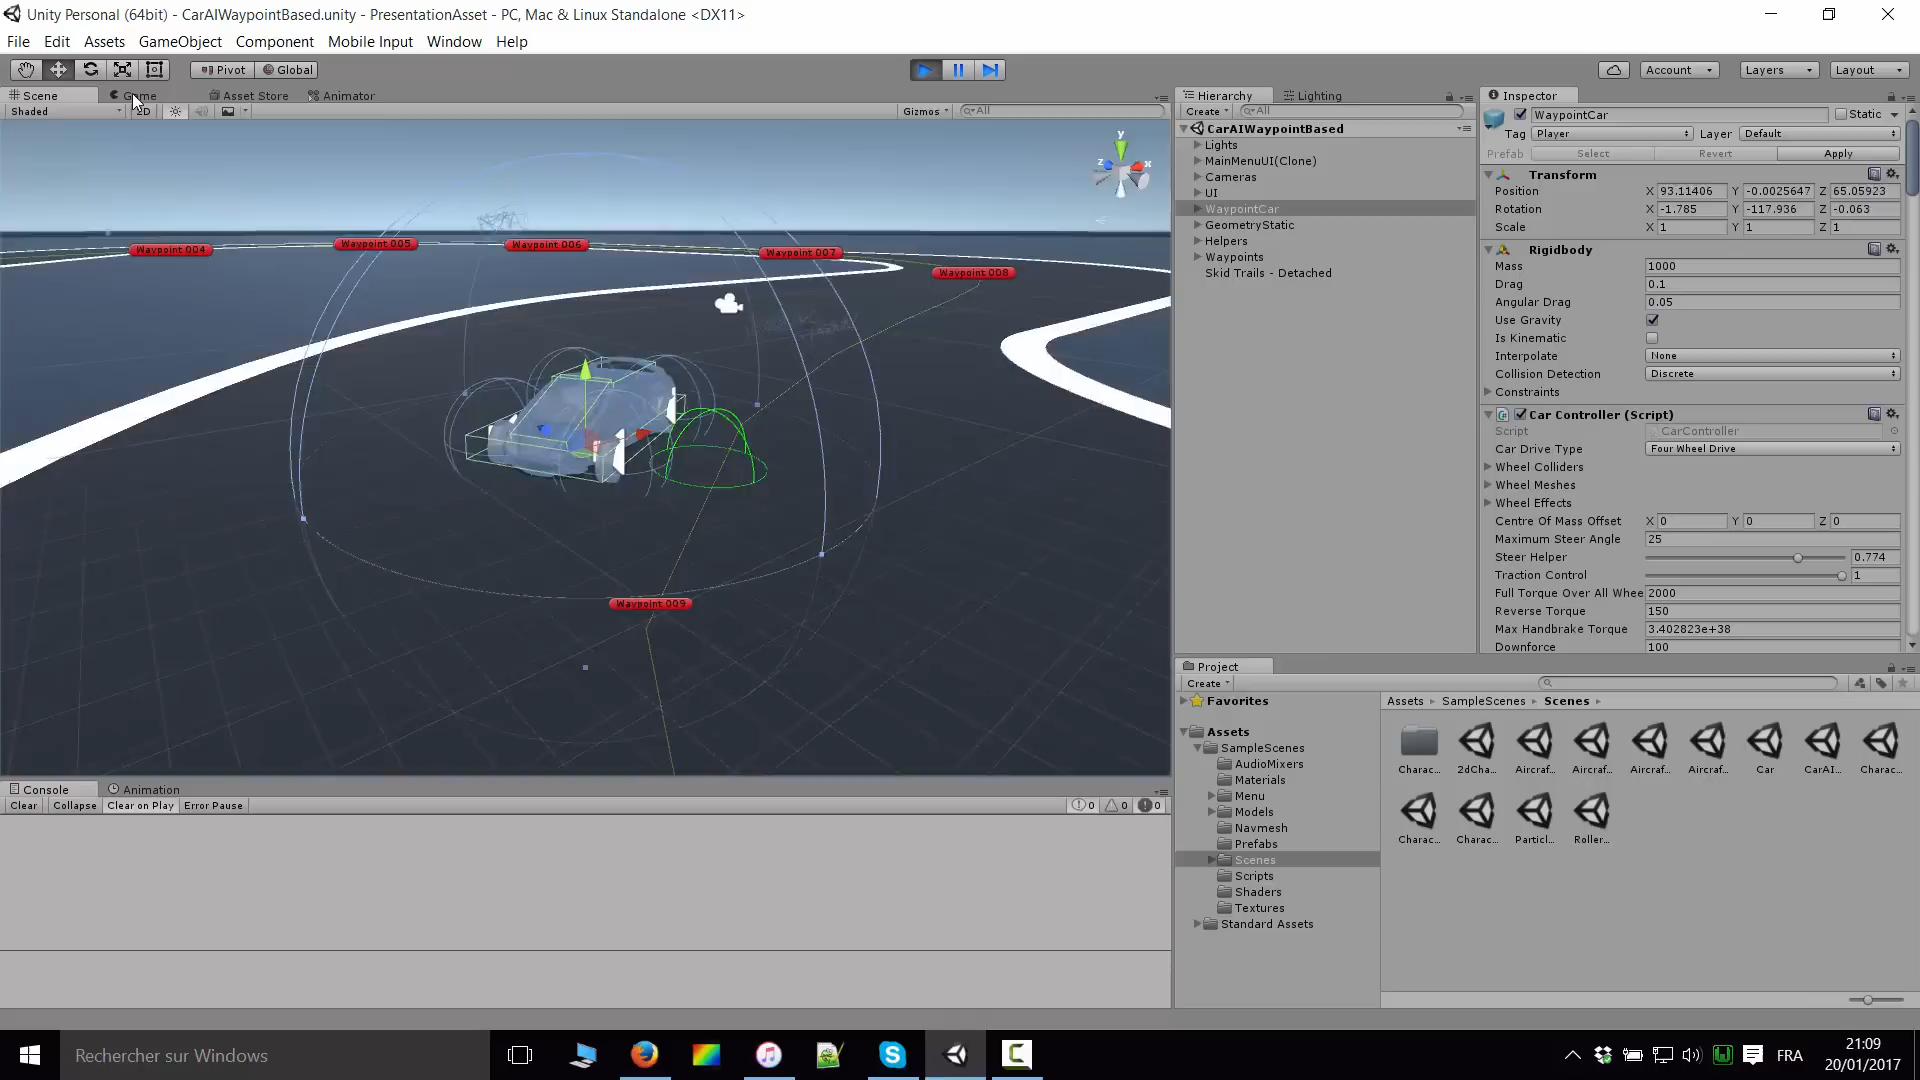 Unity Personal (64bit) - CarAIWaypointBased.unity - PresentationAsset - PC, Mac & Linux Standalone <DX11>
File Edit Assets GameObject Component Mobile Input Window Help
Pivot Global Account Layers Layout
Scene Game Asset Store Animator
Shaded 2D Gizmos All
Waypoint 004
Waypoint 005
Waypoint 006
Waypoint 007
Waypoint 008
Waypoint 009
y
z x
Hierarchy Lighting
Create All
CarAIWaypointBased
Lights
MainMenuUI(Clone)
Cameras
UI
WaypointCar
GeometryStatic
Helpers
Waypoints
Skid Trails - Detached
Inspector
WaypointCar Static
Tag Player Layer Default
Prefab Select Revert Apply
Transform
Position X 93.11406 Y -0.0025647 Z 65.05923
Rotation X -1.785 Y -117.936 Z -0.063
Scale X 1 Y 1 Z 1
Rigidbody
Mass 1000
Drag 0.1
Angular Drag 0.05
Use Gravity
Is Kinematic
Interpolate None
Collision Detection Discrete
Constraints
Car Controller (Script)
Script CarController
Car Drive Type Four Wheel Drive
Wheel Colliders
Wheel Meshes
Wheel Effects
Centre Of Mass Offset X 0 Y 0 Z 0
Maximum Steer Angle 25
Steer Helper 0.774
Traction Control 1
Full Torque Over All Whee 2000
Reverse Torque 150
Max Handbrake Torque 3.402823e+38
Downforce 100
Project
Create
Favorites
Assets
SampleScenes
AudioMixers
Materials
Menu
Models
Navmesh
Prefabs
Scenes
Scripts
Shaders
Textures
Standard Assets
Assets SampleScenes Scenes
Charac... 2dCha... Aircraf... Aircraf... Aircraf... Aircraf... Car CarAI... Charac...
Charac... Charac... Particl... Roller...
Console Animation
Clear Collapse Clear on Play Error Pause 0 0 0
Rechercher sur Windows
FRA
21:09
20/01/2017